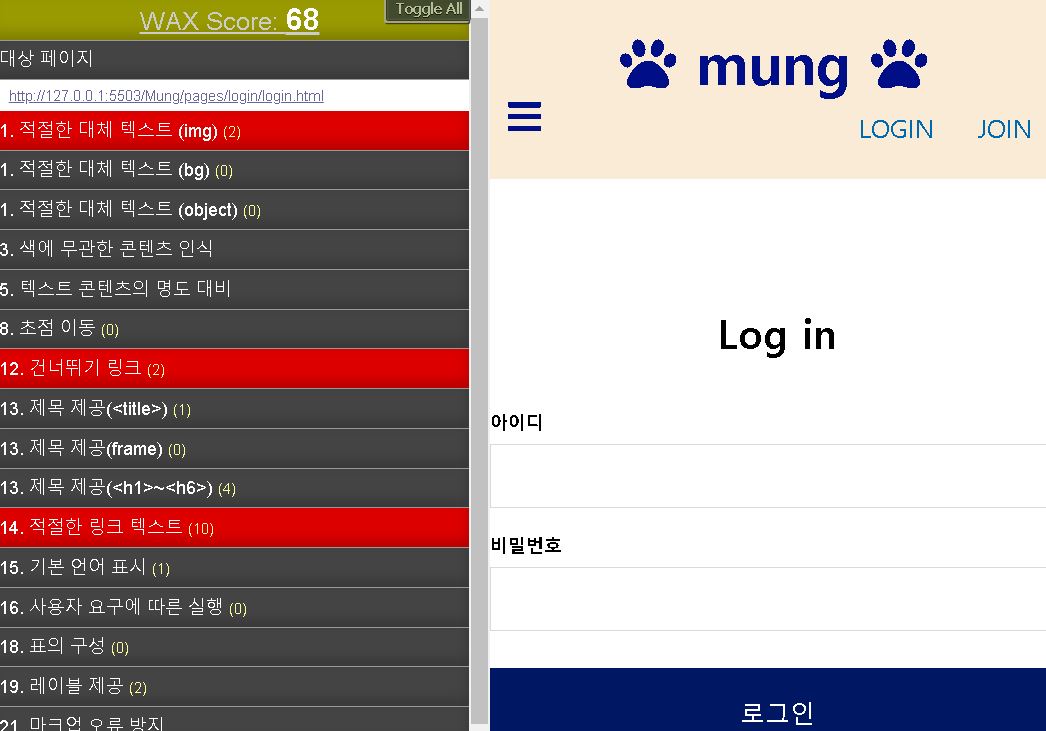 WAX Score: 68
Toggle All
대상 페이지
http://127.0.0.1:5503/Mung/pages/login/login.html
1. 적절한 대체 텍스트 (img) (2)
1. 적절한 대체 텍스트 (bg) (0)
1. 적절한 대체 텍스트 (object) (0)
3. 색에 무관한 콘텐츠 인식
5. 텍스트 콘텐츠의 명도 대비
8. 초점 이동 (0)
12. 건너뛰기 링크 (2)
13. 제목 제공(<title>) (1)
13. 제목 제공(frame) (0)
13. 제목 제공(<h1>~<h6>) (4)
14. 적절한 링크 텍스트 (10)
15. 기본 언어 표시 (1)
16. 사용자 요구에 따른 실행 (0)
18. 표의 구성 (0)
19. 레이블 제공 (2)
21. 마크업 오류 방지
mung
LOGIN JOIN
Log in
아이디
비밀번호
로그인